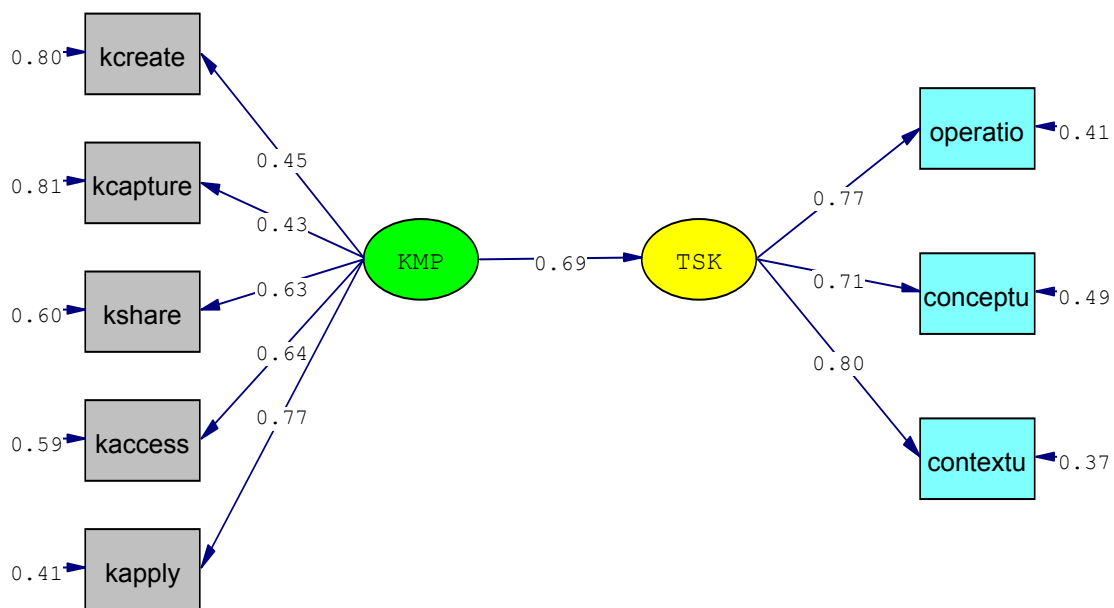 0.80
kcreate
0.81
kcapture
0.60
kshare
0.59
kaccess
0.41
kapply
0.45
0.43
0.63
0.64
0.77
KMP
0.69
TSK
0.77
0.71
0.80
operatio
0.41
conceptu
0.49
contextu
0.37